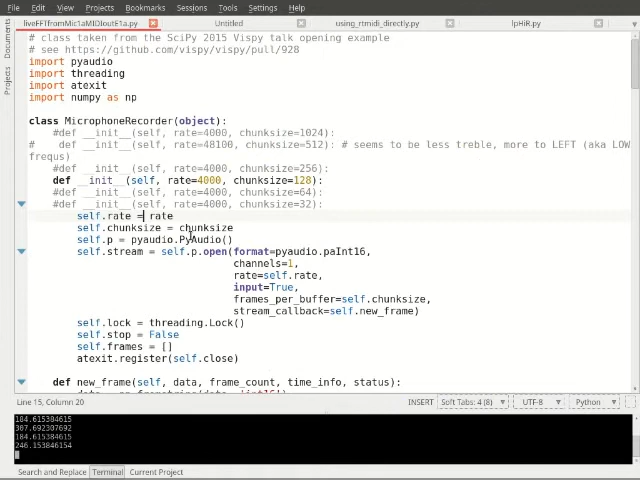 File Edit View Projects Bookmarks Sessions Tools Settings Help
liveFFTfromMic1aMIDIoutE1a.py Untitled using_rtmidi_directly.py lpHiR.py
Documents
Projects
# class taken from the SciPy 2015 Vispy talk opening example
# see https://github.com/vispy/vispy/pull/928
import pyaudio
import threading
import atexit
import numpy as np
class MicrophoneRecorder(object):
#def __init__(self, rate=4000, chunksize=1024):
# def __init__(self, rate=48100, chunksize=512): # seems to be less treble, more to LEFT (aka LOW
frequs)
#def __init__(self, rate=4000, chunksize=256):
def __init__(self, rate=4000, chunksize=128):
#def __init__(self, rate=4000, chunksize=64):
#def __init__(self, rate=4000, chunksize=32):
self.rate = rate
self.chunksize = chunksize
self.p = pyaudio.PyAudio()
self.stream = self.p.open(format=pyaudio.paInt16,
channels=1,
rate=self.rate,
input=True,
frames_per_buffer=self.chunksize,
stream_callback=self.new_frame)
self.lock = threading.Lock()
self.stop = False
self.frames = []
atexit.register(self.close)
def new_frame(self, data, frame_count, time_info, status):
Line 15, Column 20 INSERT Soft Tabs: 4 (8) UTF-8 Python
184.615384615
307.692307692
184.615384615
246.153846154
Search and Replace Terminal Current Project